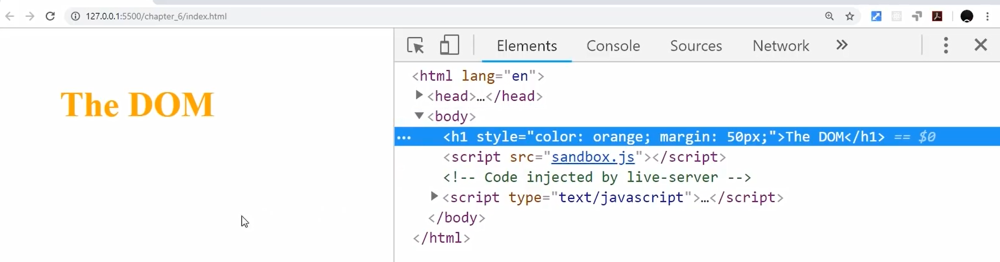 127.0.0.1:5500/chapter_6/index.html
The DOM
Elements Console Sources Network
<html lang="en">
<head>…</head>
<body>
<h1 style="color: orange; margin: 50px;">The DOM</h1> == $0
<script src="sandbox.js"></script>
<!-- Code injected by live-server -->
<script type="text/javascript">…</script>
</body>
</html>